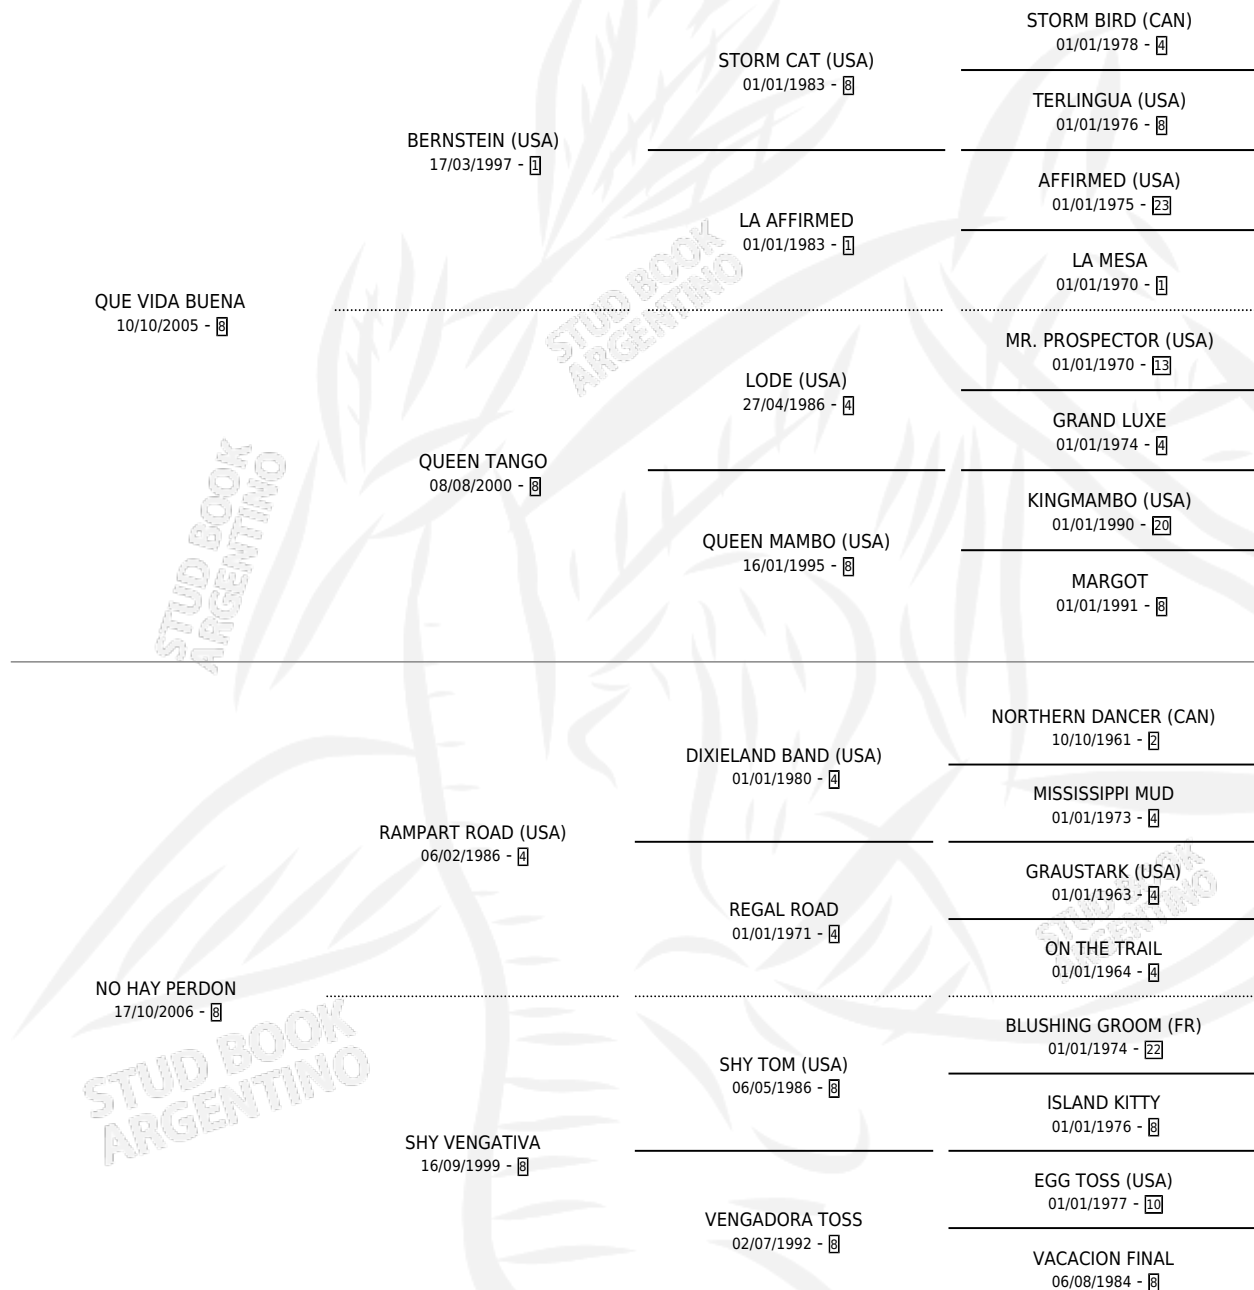 STORM BIRD (CAN)
01/01/1978 - 4
STORM CAT (USA)
01/01/1983 - 8
TERLINGUA (USA)
01/01/1976 - 8
BERNSTEIN (USA)
17/03/1997 - 1
AFFIRMED (USA)
01/01/1975 - 23
LA AFFIRMED
01/01/1983 - 1
LA MESA
01/01/1970 - 1
QUE VIDA BUENA
10/10/2005 - 8
MR. PROSPECTOR (USA)
01/01/1970 - 13
LODE (USA)
27/04/1986 - 4
GRAND LUXE
01/01/1974 - 4
QUEEN TANGO
08/08/2000 - 8
KINGMAMBO (USA)
01/01/1990 - 20
QUEEN MAMBO (USA)
16/01/1995 - 8
MARGOT
01/01/1991 - 8
STUD BOOK
ARGENTINO
STUD BOOK
ARGENTINO
NORTHERN DANCER (CAN)
10/10/1961 - 2
DIXIELAND BAND (USA)
01/01/1980 - 4
MISSISSIPPI MUD
01/01/1973 - 4
RAMPART ROAD (USA)
06/02/1986 - 4
GRAUSTARK (USA)
01/01/1963 - 4
REGAL ROAD
01/01/1971 - 4
ON THE TRAIL
01/01/1964 - 4
NO HAY PERDON
17/10/2006 - 8
BLUSHING GROOM (FR)
01/01/1974 - 22
SHY TOM (USA)
06/05/1986 - 8
ISLAND KITTY
01/01/1976 - 8
SHY VENGATIVA
16/09/1999 - 8
EGG TOSS (USA)
01/01/1977 - 10
VENGADORA TOSS
02/07/1992 - 8
VACACION FINAL
06/08/1984 - 8
STUD BOOK
ARGENTINO
STUD BOOK
ARGENTINO